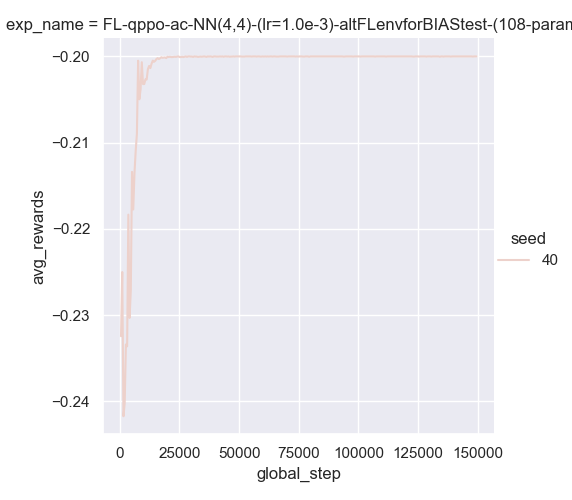 exp_name = FL-qppo-ac-NN(4,4)-(lr=1.0e-3)-altFLenvforBIAStest-(108-param
−0.20
−0.21
−0.22
−0.23
−0.24
avg_rewards
0 25000 50000 75000 100000 125000 150000
global_step
seed
40